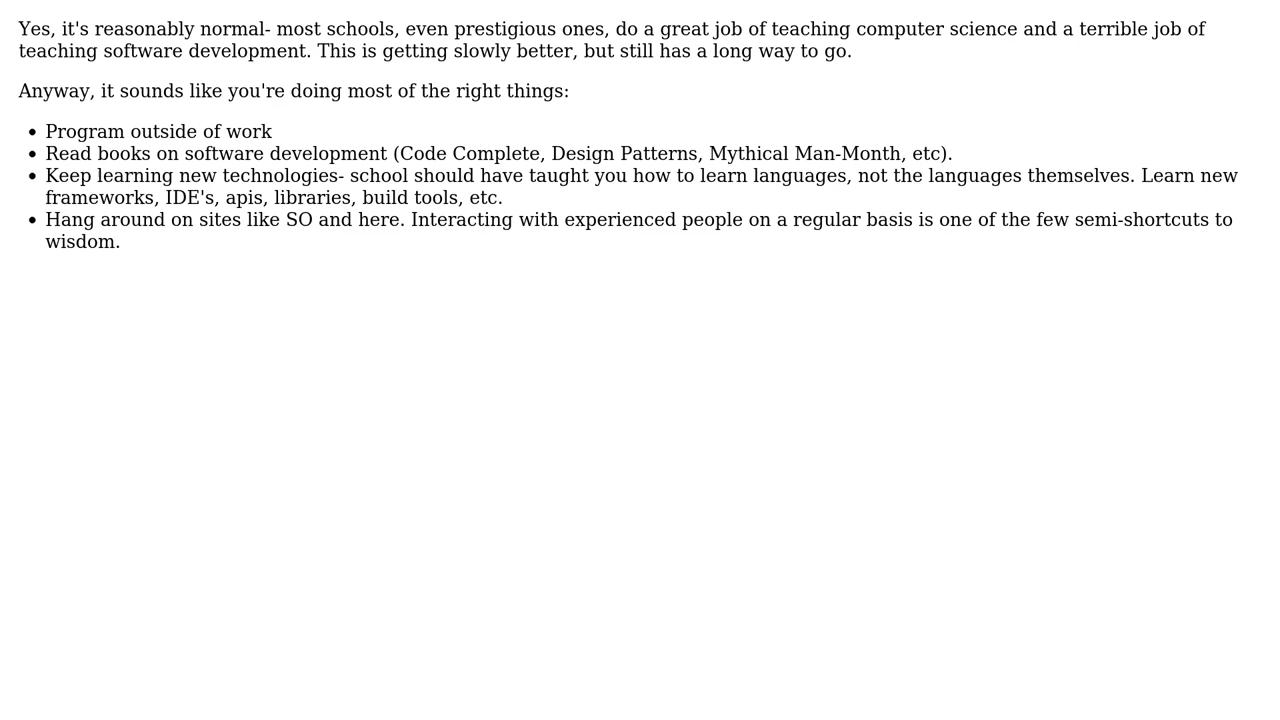 Yes, it's reasonably normal- most schools, even prestigious ones, do a great job of teaching computer science and a terrible job of
teaching software development. This is getting slowly better, but still has a long way to go.
Anyway, it sounds like you're doing most of the right things:
• Program outside of work
• Read books on software development (Code Complete, Design Patterns, Mythical Man-Month, etc).
• Keep learning new technologies- school should have taught you how to learn languages, not the languages themselves. Learn new
frameworks, IDE's, apis, libraries, build tools, etc.
• Hang around on sites like SO and here. Interacting with experienced people on a regular basis is one of the few semi-shortcuts to
wisdom.